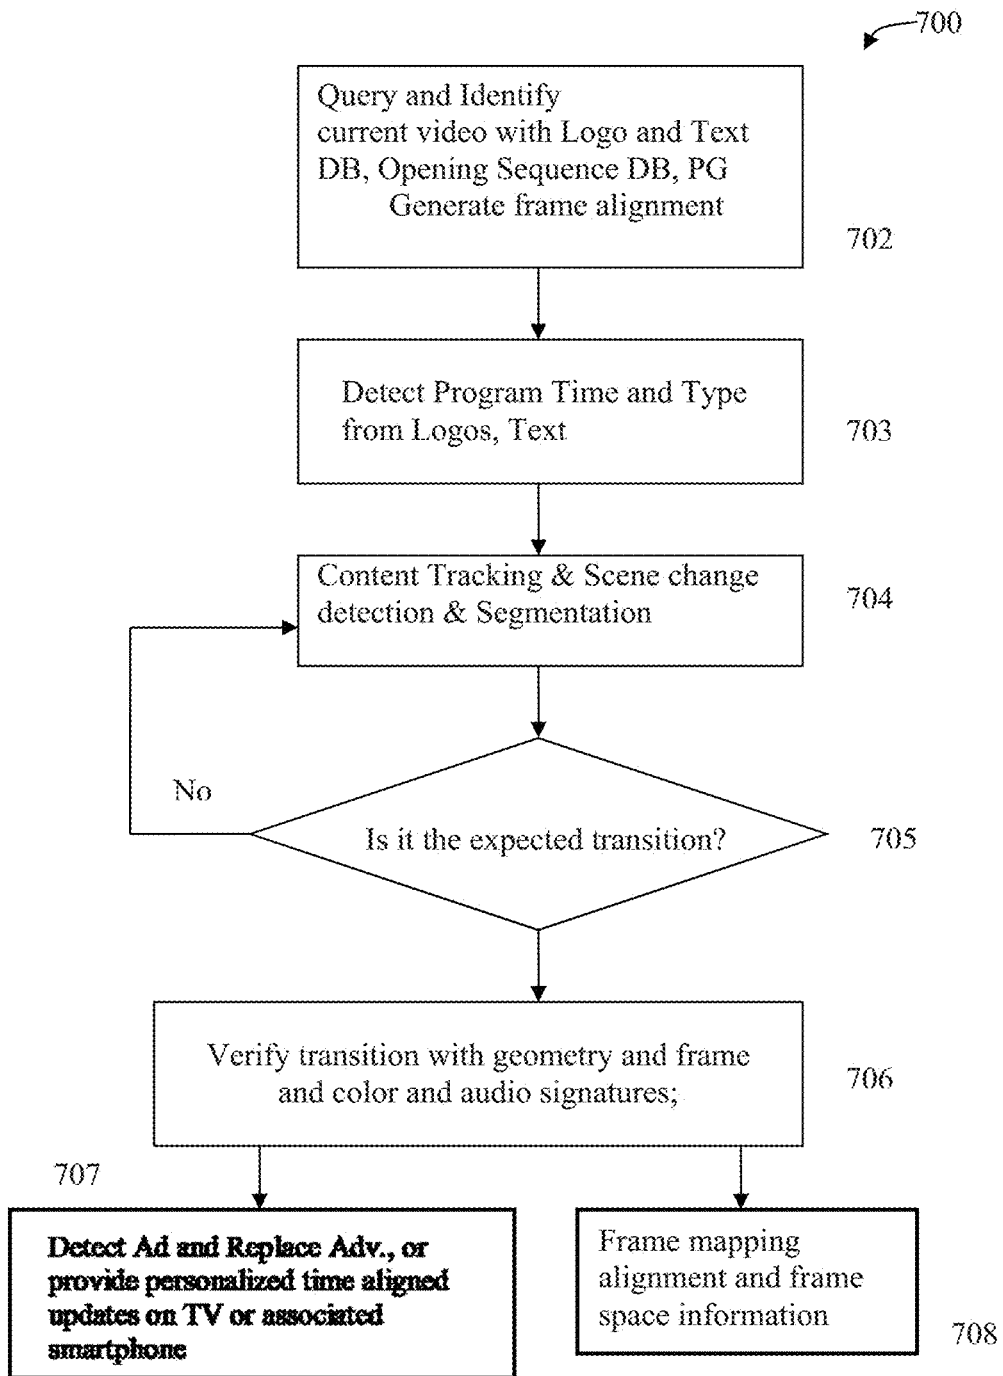 700
Query and Identify
current video with Logo and Text
DB, Opening Sequence DB, PG
Generate frame alignment
702
Detect Program Time and Type
from Logos, Text
703
Content Tracking & Scene change
detection & Segmentation
704
No
Is it the expected transition?
705
Verify transition with geometry and frame
and color and audio signatures;
706
707
Detect Ad and Replace Adv., or
provide personalized time aligned
updates on TV or associated
smartphone
Frame mapping
alignment and frame
space information
708